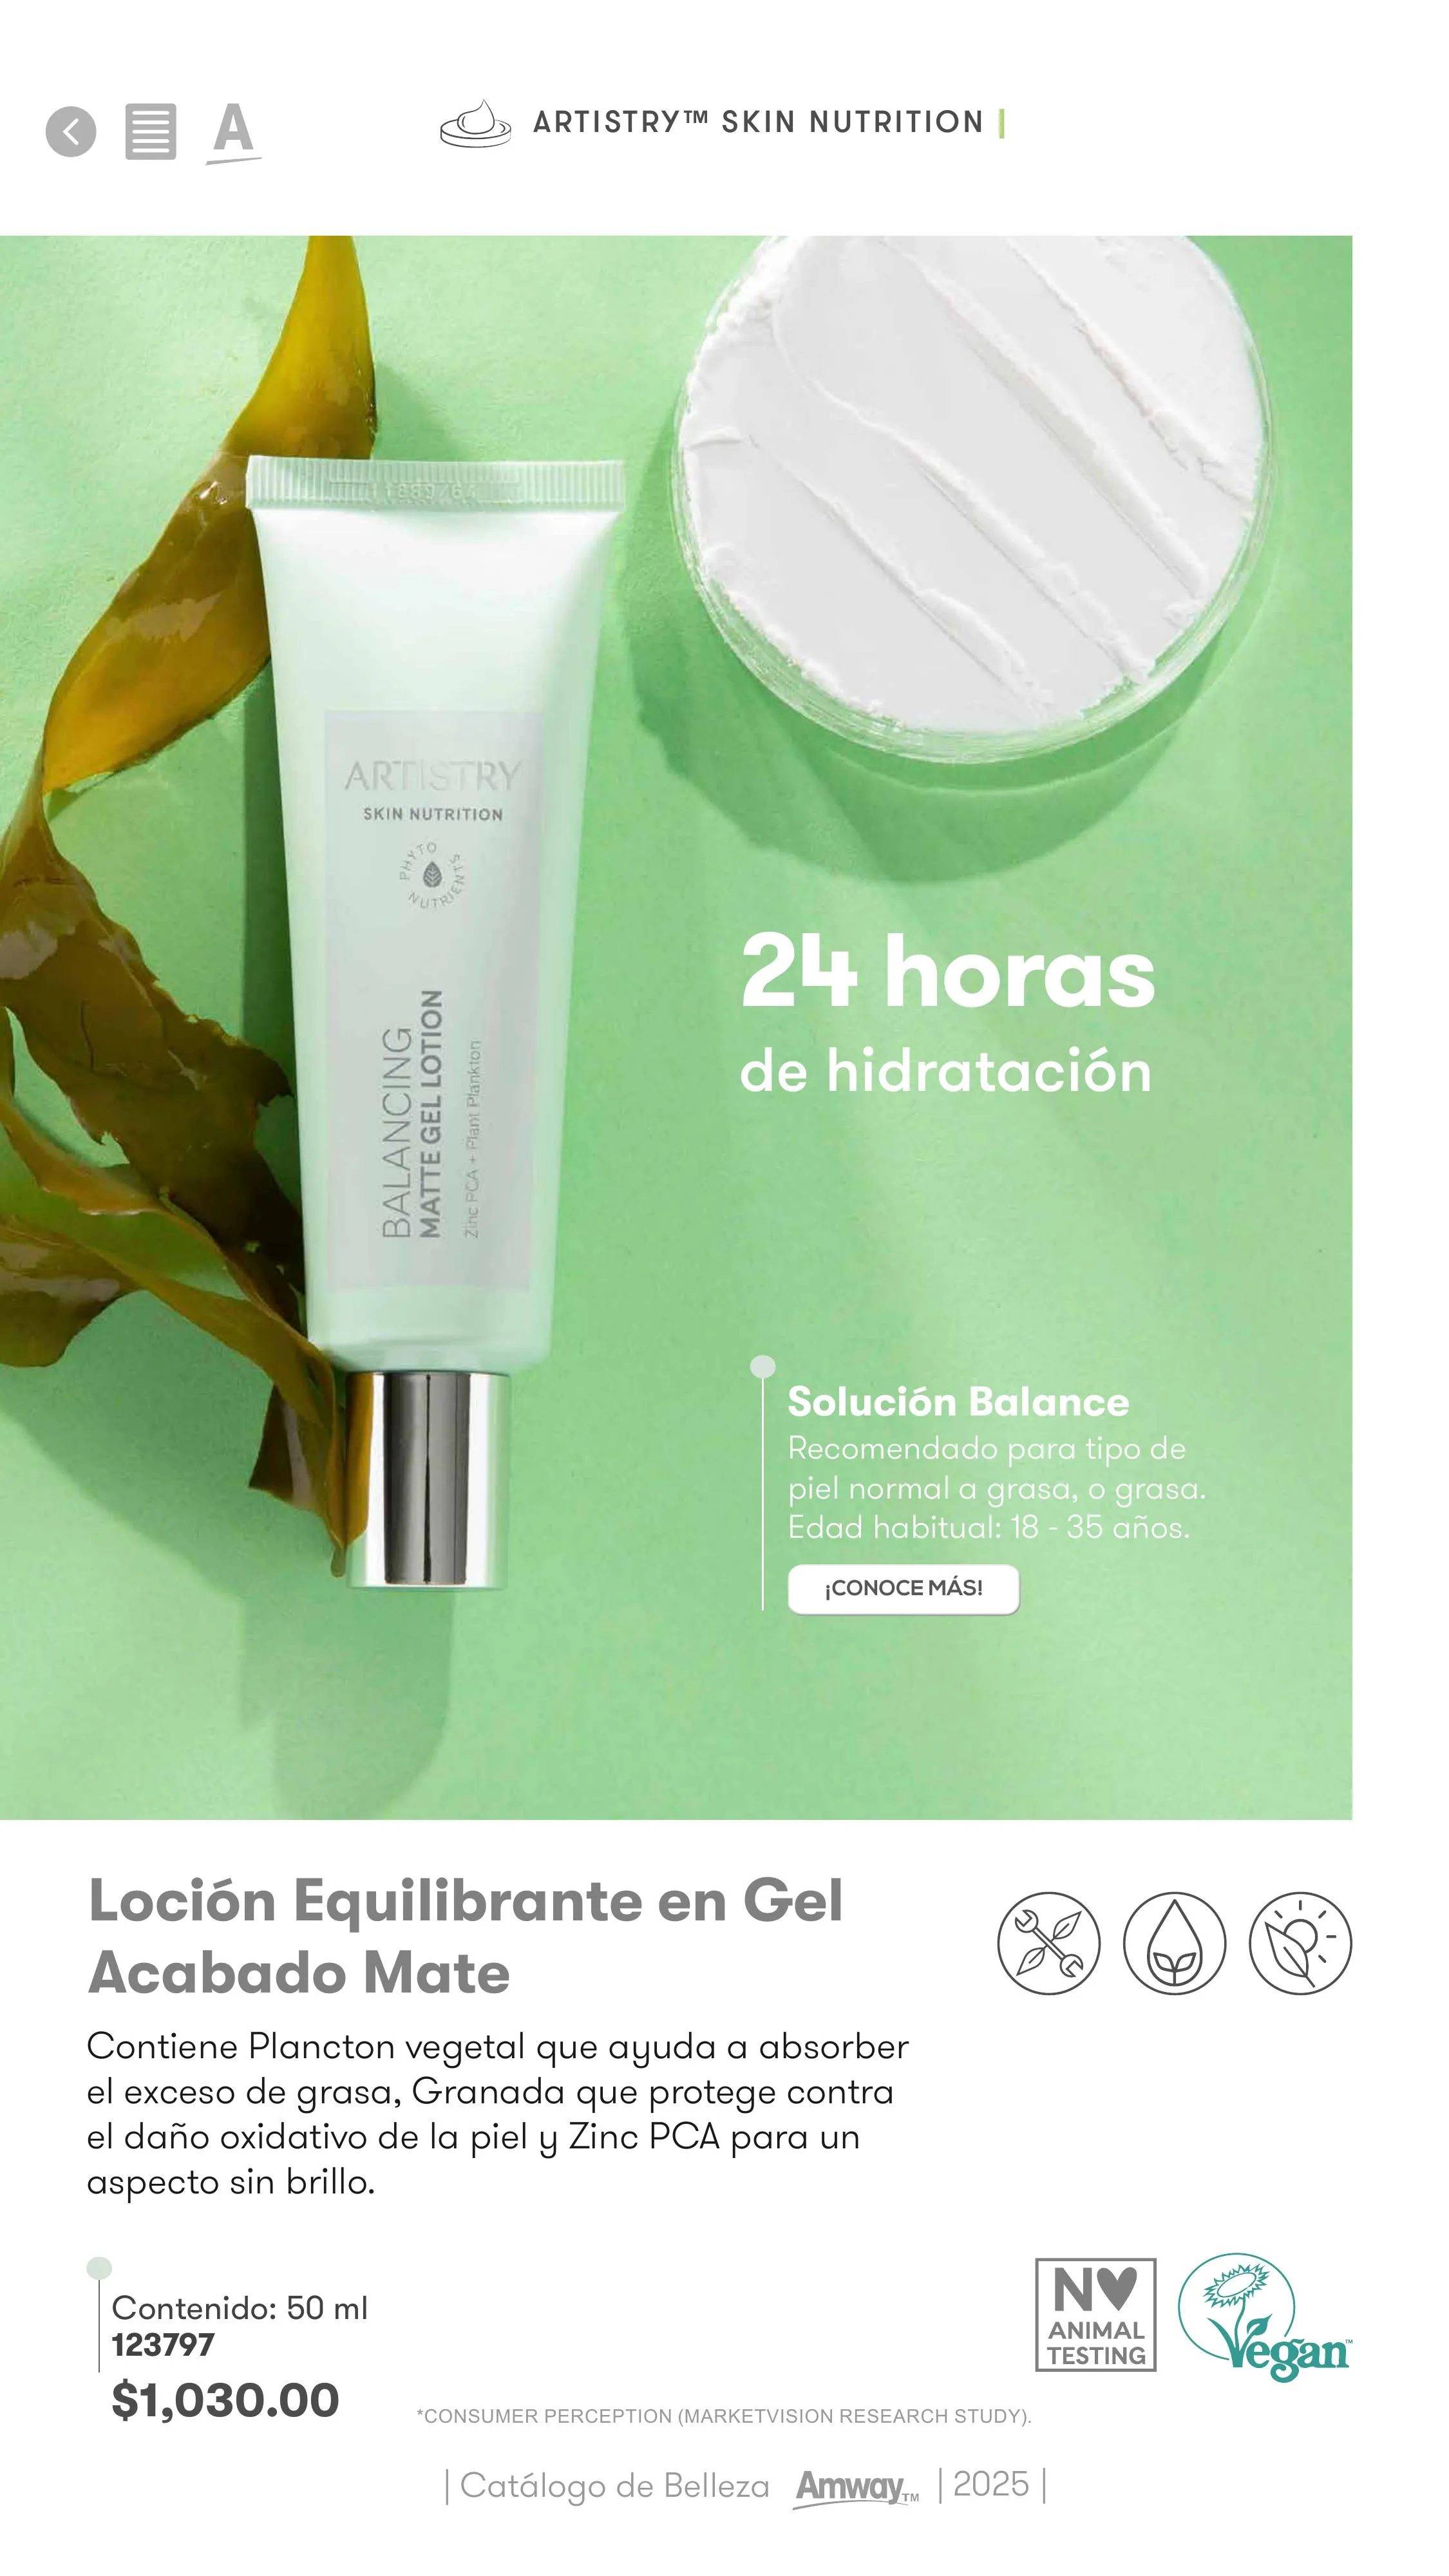 A
ARTISTRY™ SKIN NUTRITION
ARTISTRY
SKIN NUTRITION
PHYTO
NUTRIENTS
BALANCING
MATTE GEL LOTION
Zinc PCA + Plant Plankton
24 horas
de hidratación
Solución Balance
Recomendado para tipo de
piel normal a grasa, o grasa.
Edad habitual: 18 - 35 años.
¡CONOCE MÁS!
Loción Equilibrante en Gel
Acabado Mate
Contiene Plancton vegetal que ayuda a absorber
el exceso de grasa, Granada que protege contra
el daño oxidativo de la piel y Zinc PCA para un
aspecto sin brillo.
Contenido: 50 ml
123797
$1,030.00
N♥
ANIMAL
TESTING
Vegan™
*CONSUMER PERCEPTION (MARKETVISION RESEARCH STUDY).
| Catálogo de Belleza Amway™ | 2025 |